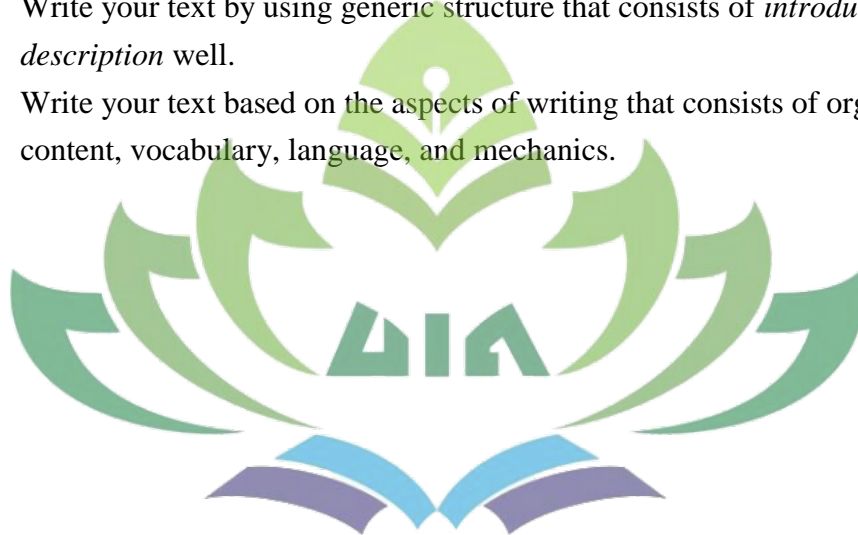 Write your text by using generic structure that consists of introdu
description well.
Write your text based on the aspects of writing that consists of org
content, vocabulary, language, and mechanics.
UIN